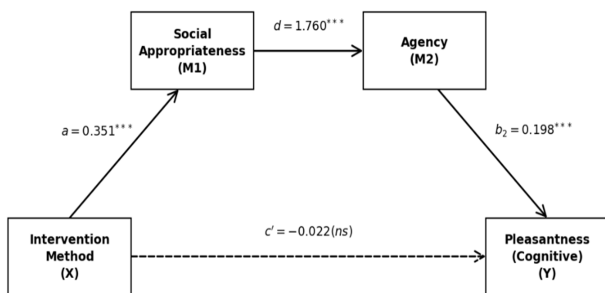 Social
Appropriateness
(M1)
d = 1.760***
Agency
(M2)
a = 0.351***
b₂ = 0.198***
Intervention
Method
(X)
c′ = −0.022(ns)
Pleasantness
(Cognitive)
(Y)